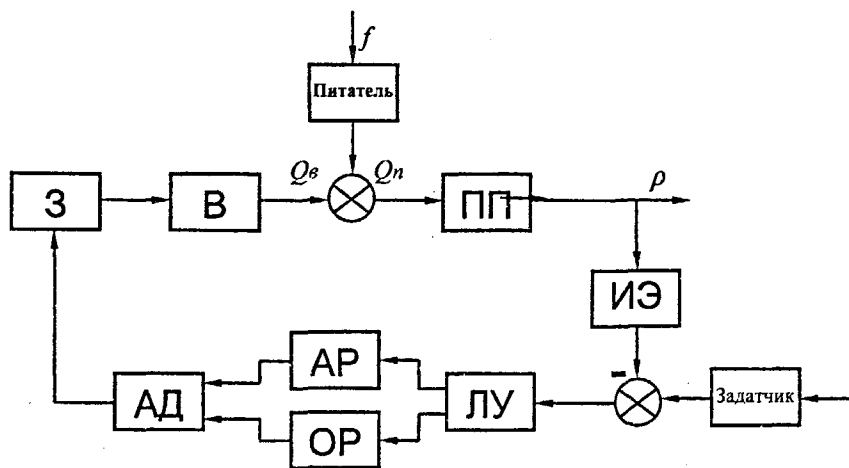 f
Питатель
Qв Qп ρ
З В ПП
ИЭ
-
АР
АД ЛУ Задатчик
ОР